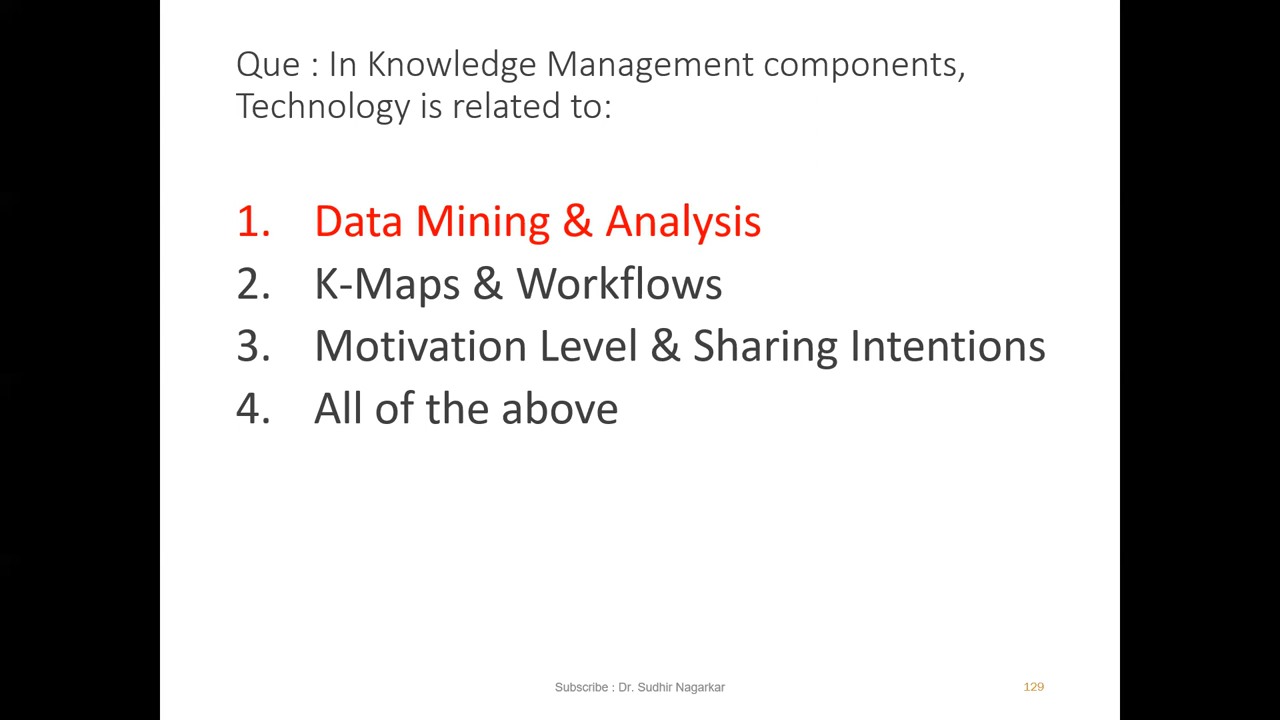 Que : In Knowledge Management components,
Technology is related to:
1. Data Mining & Analysis
2. K-Maps & Workflows
3. Motivation Level & Sharing Intentions
4. All of the above
Subscribe : Dr. Sudhir Nagarkar
129